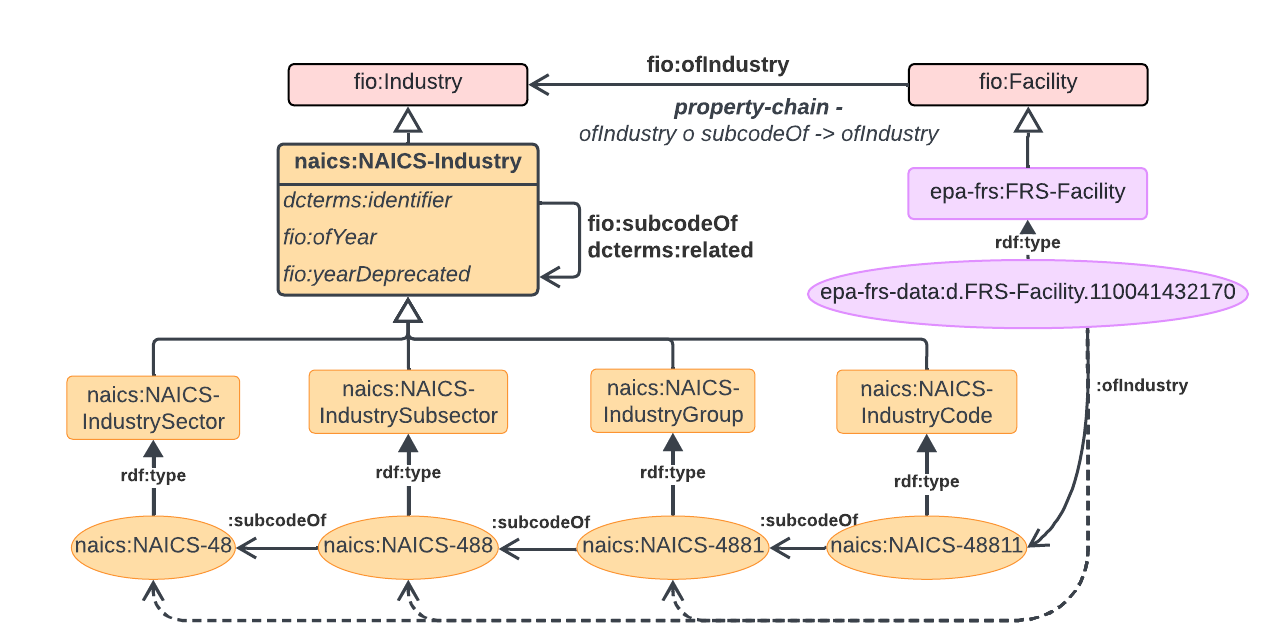 fio:ofIndustry
fio:Industry
fio:Facility
property-chain -
ofIndustry o subcodeOf -> ofIndustry
naics:NAICS-Industry
dcterms:identifier
fio:ofYear
fio:yearDeprecated
fio:subcodeOf
dcterms:related
epa-frs:FRS-Facility
rdf:type
epa-frs-data:d.FRS-Facility.110041432170
:ofIndustry
naics:NAICS-
IndustrySector
naics:NAICS-
IndustrySubsector
naics:NAICS-
IndustryGroup
naics:NAICS-
IndustryCode
rdf:type
rdf:type
rdf:type
rdf:type
:subcodeOf
:subcodeOf
:subcodeOf
naics:NAICS-48
naics:NAICS-488
naics:NAICS-4881
naics:NAICS-48811